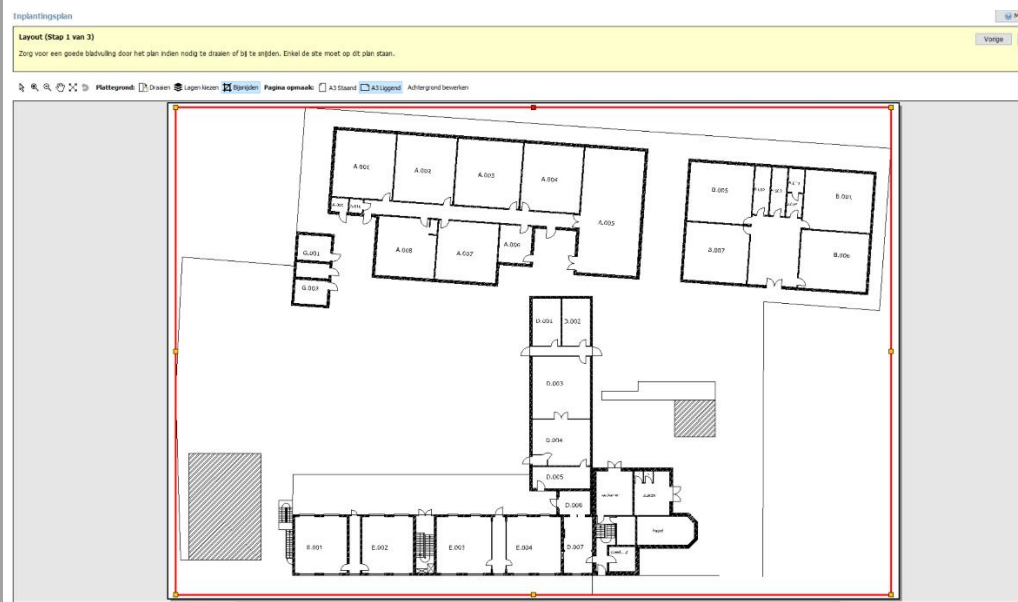 Inplantingsplan
Layout (Stap 1 van 3)
Vorige
Zorg voor een goede bladvulling door het plan indien nodig te draaien of bij te snijden. Enkel de site moet op dit plan staan.
Plattegrond: Draaien Lagen kiezen Bijsnijden Pagina opmaak: A3 Staand A3 Liggend Achtergrond bewerken
A.001
A.002
A.003
A.004
A.005
A.008
A.007
A.006
B.005
B.001
B.007
B.006
G.001
G.003
D.001
D.002
D.003
D.004
D.005
D.006
D.007
E.001
E.002
E.003
E.004